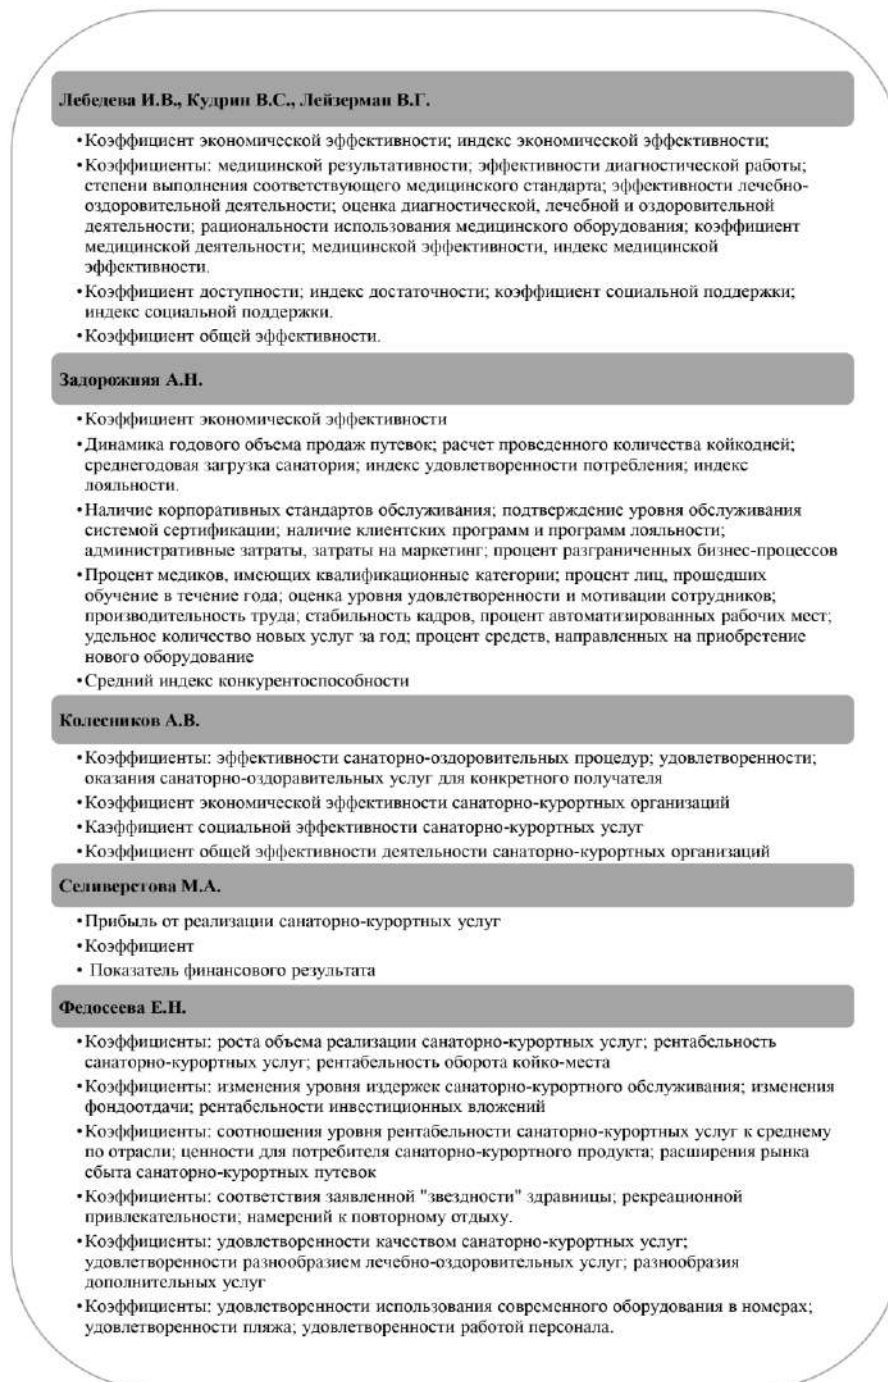 Лебедева И.В., Кудрин В.С., Лейзерман В.Г.
•Коэффициент экономической эффективности; индекс экономической эффективности;
•Коэффициенты: медицинской результативности; эффективности диагностической работы;
степени выполнения соответствующего медицинского стандарта; эффективности лечебно-
оздоровительной деятельности; оценка диагностической, лечебной и оздоровительной
деятельности; рациональности использования медицинского оборудования; коэффициент
медицинской деятельности; медицинской эффективности, индекс медицинской
эффективности.
•Коэффициент доступности; индекс достаточности; коэффициент социальной поддержки;
индекс социальной поддержки.
•Коэффициент общей эффективности.
Задорожняя А.Н.
•Коэффициент экономической эффективности
•Динамика годового объема продаж путевок; расчет проведенного количества койкодней;
среднегодовая загрузка санатория; индекс удовлетворенности потребления; индекс
лояльности.
•Наличие корпоративных стандартов обслуживания; подтверждение уровня обслуживания
системой сертификации; наличие клиентских программ и программ лояльности;
административные затраты, затраты на маркетинг; процент разграниченных бизнес-процессов
•Процент медиков, имеющих квалификационные категории; процент лиц, прошедших
обучение в течение года; оценка уровня удовлетворенности и мотивации сотрудников;
производительность труда; стабильность кадров, процент автоматизированных рабочих мест;
удельное количество новых услуг за год; процент средств, направленных на приобретение
нового оборудование
•Средний индекс конкурентоспособности
Колесников А.В.
•Коэффициенты: эффективности санаторно-оздоровительных процедур; удовлетворенности;
оказания санаторно-оздоравительных услуг для конкретного получателя
•Коэффициент экономической эффективности санаторно-курортных организаций
•Каэффициент социальной эффективности санаторно-курортных услуг
•Коэффициент общей эффективности деятельности санаторно-курортных организаций
Селиверстова М.А.
•Прибыль от реализации санаторно-курортных услуг
•Коэффициент
• Показатель финансового результата
Федосеева Е.Н.
•Коэффициенты: роста объема реализации санаторно-курортных услуг; рентабельность
санаторно-курортных услуг; рентабельность оборота койко-места
•Коэффициенты: изменения уровня издержек санаторно-курортного обслуживания; изменения
фондоотдачи; рентабельности инвестиционных вложений
•Коэффициенты: соотношения уровня рентабельности санаторно-курортных услуг к среднему
по отрасли; ценности для потребителя санаторно-курортного продукта; расширения рынка
сбыта санаторно-курортных путевок
•Коэффициенты: соответствия заявленной "звездности" здравницы; рекреационной
привлекательности; намерений к повторному отдыху.
•Коэффициенты: удовлетворенности качеством санаторно-курортных услуг;
удовлетворенности разнообразием лечебно-оздоровительных услуг; разнообразия
дополнительных услуг
•Коэффициенты: удовлетворенности использования современного оборудования в номерах;
удовлетворенности пляжа; удовлетворенности работой персонала.